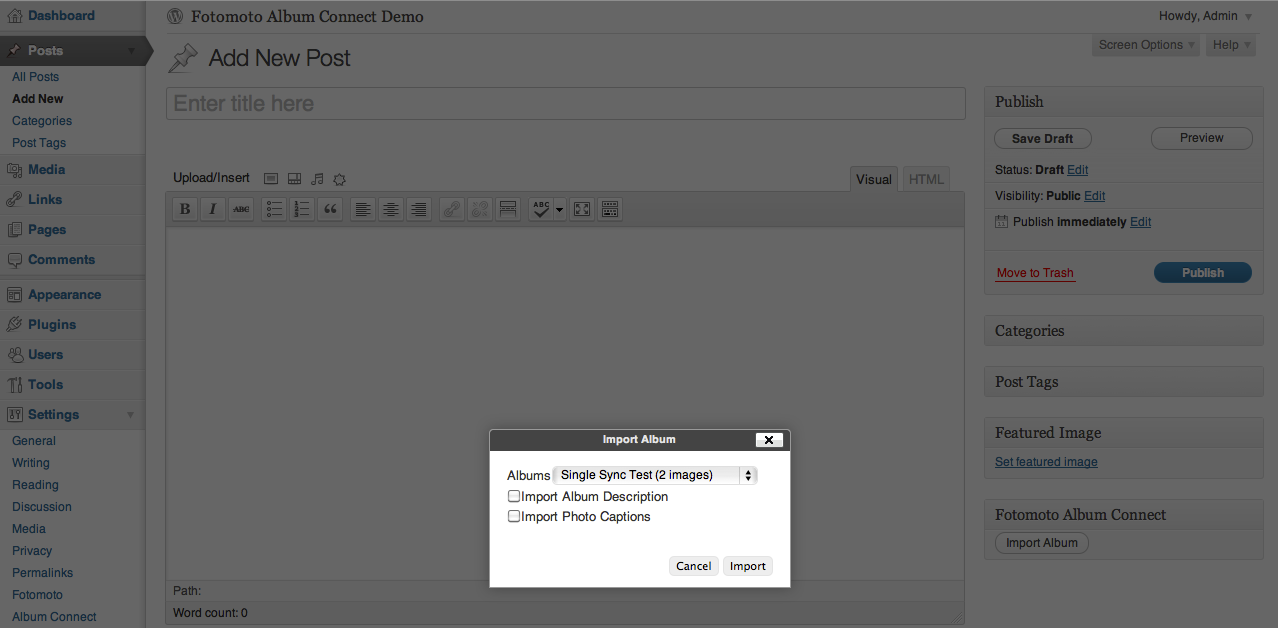 Dashboard
Posts
All Posts
Add New
Categories
Post Tags
Media
Links
Pages
Comments
Appearance
Plugins
Users
Tools
Settings
General
Writing
Reading
Discussion
Media
Privacy
Permalinks
Fotomoto
Album Connect
Fotomoto Album Connect Demo
Howdy, Admin
Screen Options
Help
Add New Post
Enter title here
Upload/Insert
Visual
HTML
B I ABC
ABC
Path:
Word count: 0
Publish
Save Draft
Preview
Status: Draft Edit
Visibility: Public Edit
Publish immediately Edit
Move to Trash
Publish
Categories
Post Tags
Featured Image
Set featured image
Fotomoto Album Connect
Import Album
Import Album
Albums Single Sync Test (2 images)
Import Album Description
Import Photo Captions
Cancel
Import